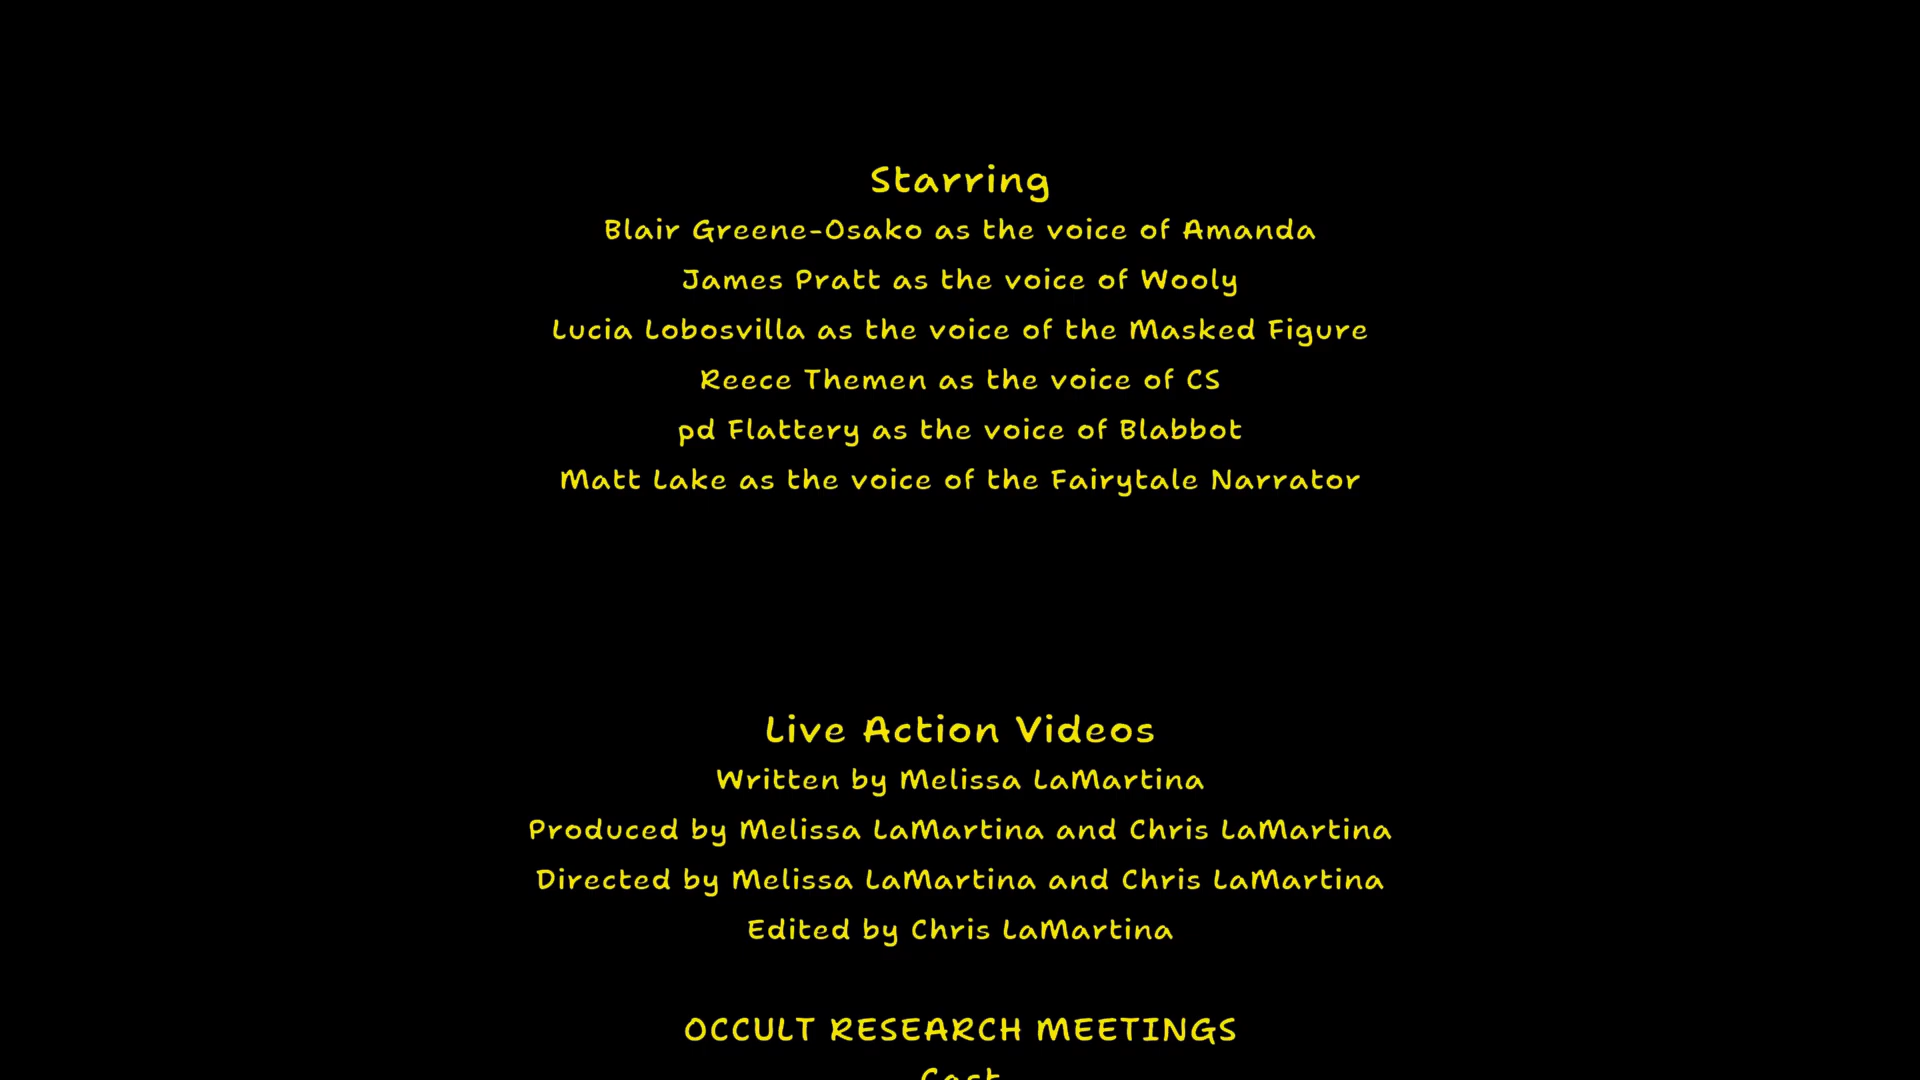 Starring
Blair Greene-Osako as the voice of Amanda
James Pratt as the voice of Wooly
Lucia Lobosvilla as the voice of the Masked Figure
Reece Themen as the voice of CS
pd Flattery as the voice of Blabbot
Matt Lake as the voice of the Fairytale Narrator
Live Action Videos
Written by Melissa LaMartina
Produced by Melissa LaMartina and Chris LaMartina
Directed by Melissa LaMartina and Chris LaMartina
Edited by Chris LaMartina
OCCULT RESEARCH MEETINGS
Cast